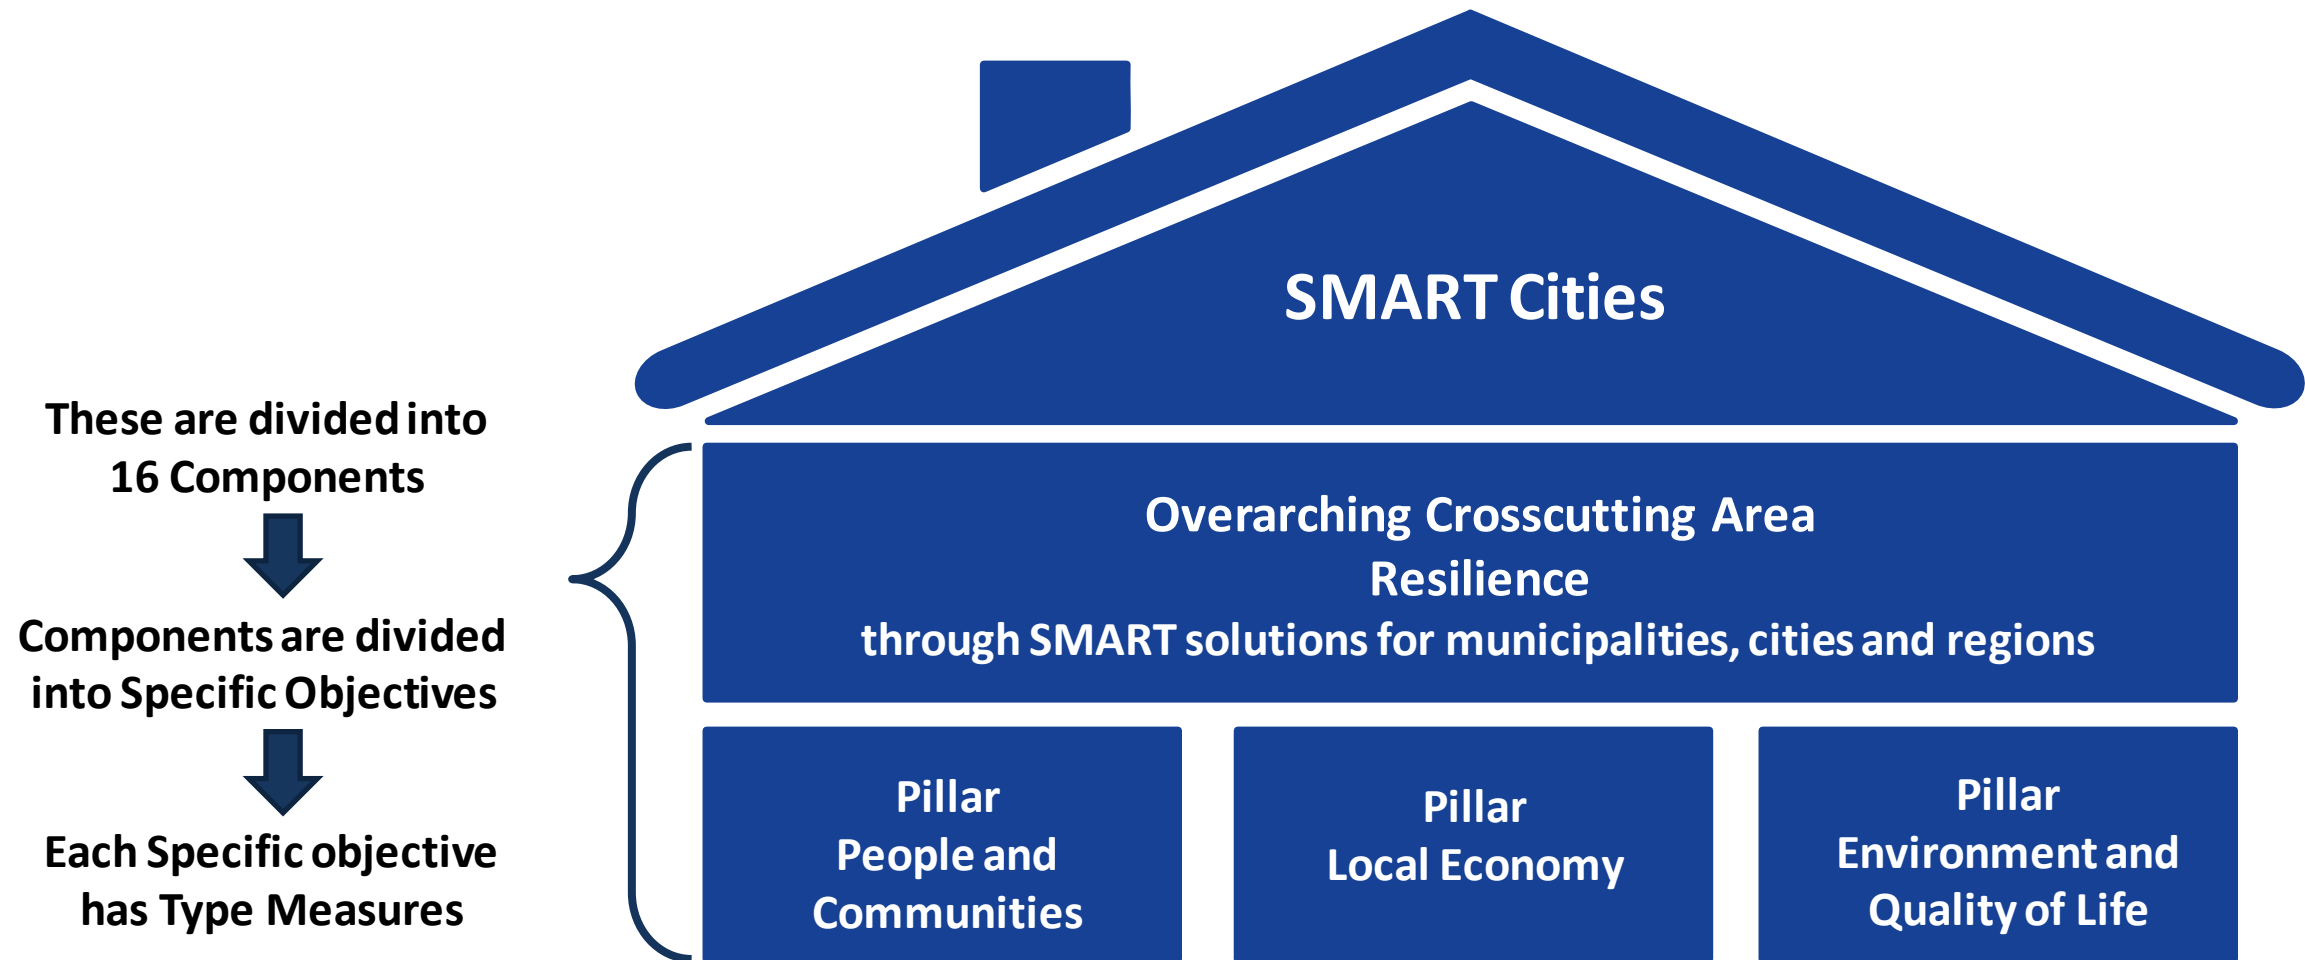 SMART Cities
These are divided into
16 Components
Components are divided
into Specific Objectives
Each Specific objective
has Type Measures
Overarching Crosscutting Area
Resilience
through SMART solutions for municipalities, cities and regions
Pillar
People and
Communities
Pillar
Local Economy
Pillar
Environment and
Quality of Life